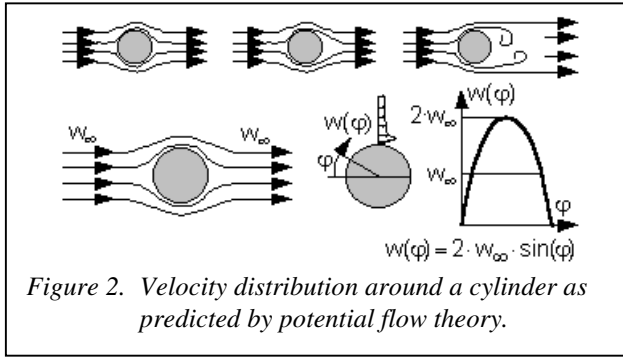 w∞
w∞
w(φ)
φ
w(φ)
2·w∞
w∞
φ
w(φ) = 2· w∞ · sin(φ)
Figure 2. Velocity distribution around a cylinder as
predicted by potential flow theory.